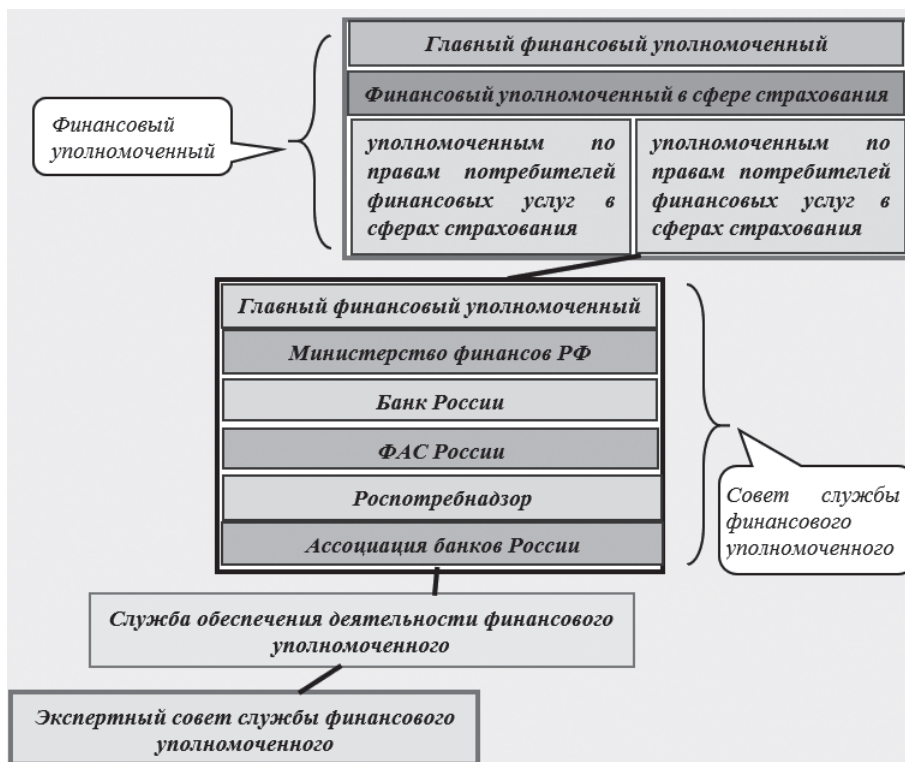 Главный финансовый уполномоченный
Финансовый уполномоченный в сфере страхования
Финансовый
уполномоченный
уполномоченным по
правам потребителей
финансовых услуг в
сферах страхования
уполномоченным по
правам потребителей
финансовых услуг в
сферах страхования
Главный финансовый уполномоченный
Министерство финансов РФ
Банк России
ФАС России
Роспотребнадзор
Ассоциация банков России
Совет службы
финансового
уполномоченного
Служба обеспечения деятельности финансового
уполномоченного
Экспертный совет службы финансового
уполномоченного